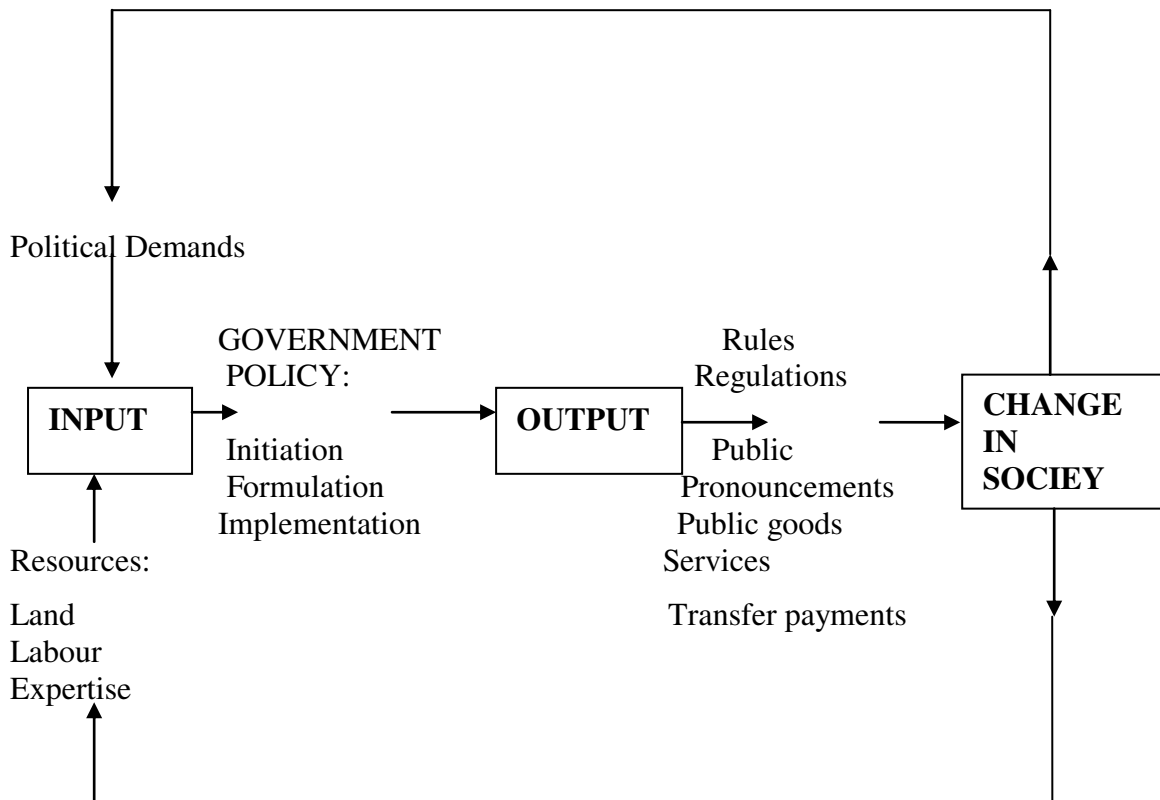 Political Demands
INPUT
Resources:
Land
Labour
Expertise
GOVERNMENT
POLICY:
Initiation
Formulation
Implementation
OUTPUT
Rules
Regulations
Public
Pronouncements
Public goods
Services
Transfer payments
CHANGE
IN
SOCIEY